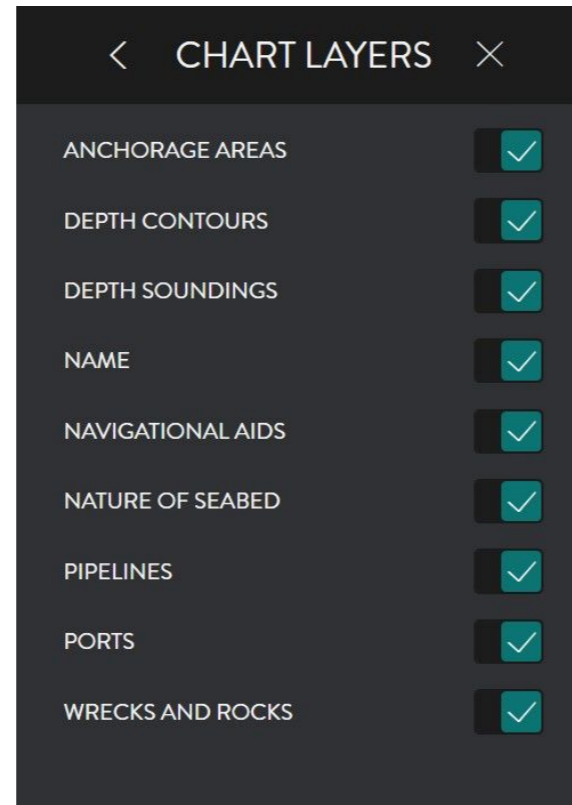 CHART LAYERS
ANCHORAGE AREAS
DEPTH CONTOURS
DEPTH SOUNDINGS
NAME
NAVIGATIONAL AIDS
NATURE OF SEABED
PIPELINES
PORTS
WRECKS AND ROCKS